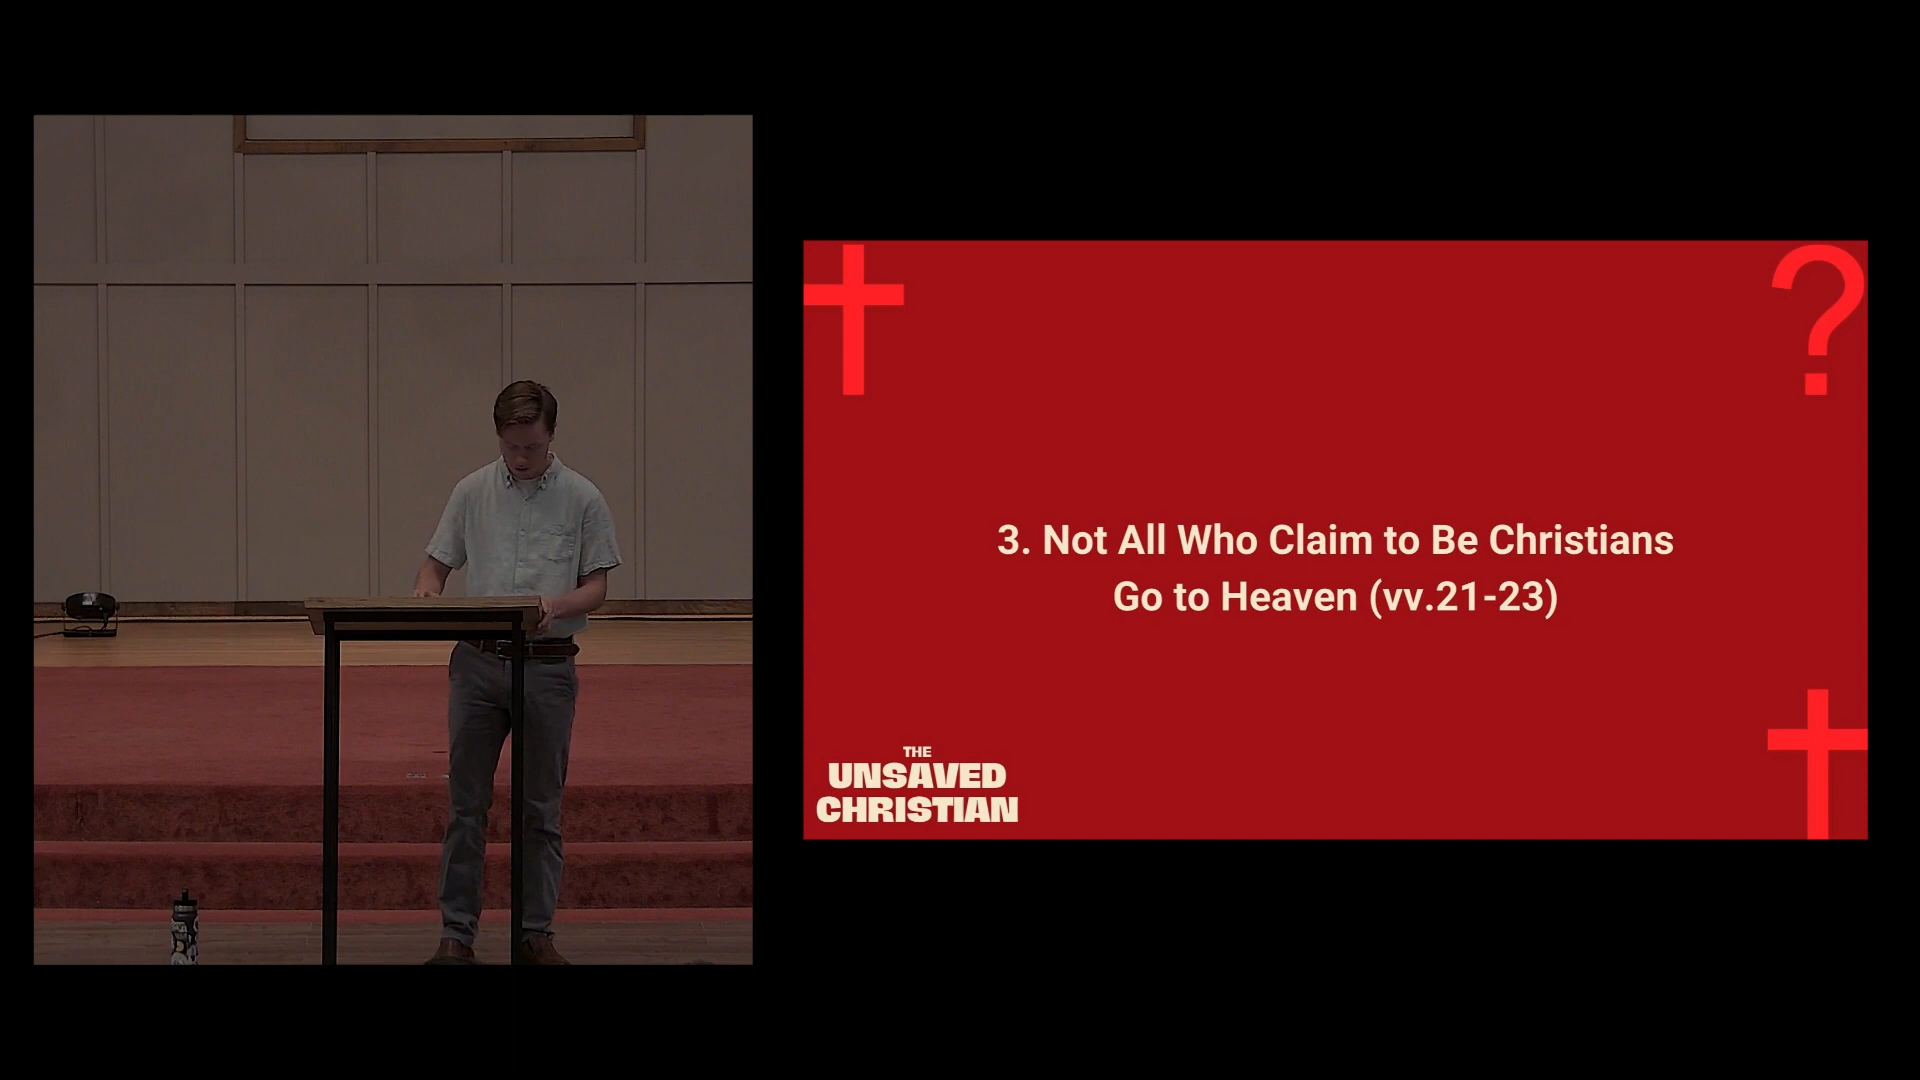 ?
3. Not All Who Claim to Be Christians
Go to Heaven (vv.21-23)
THE
UNSAVED
CHRISTIAN